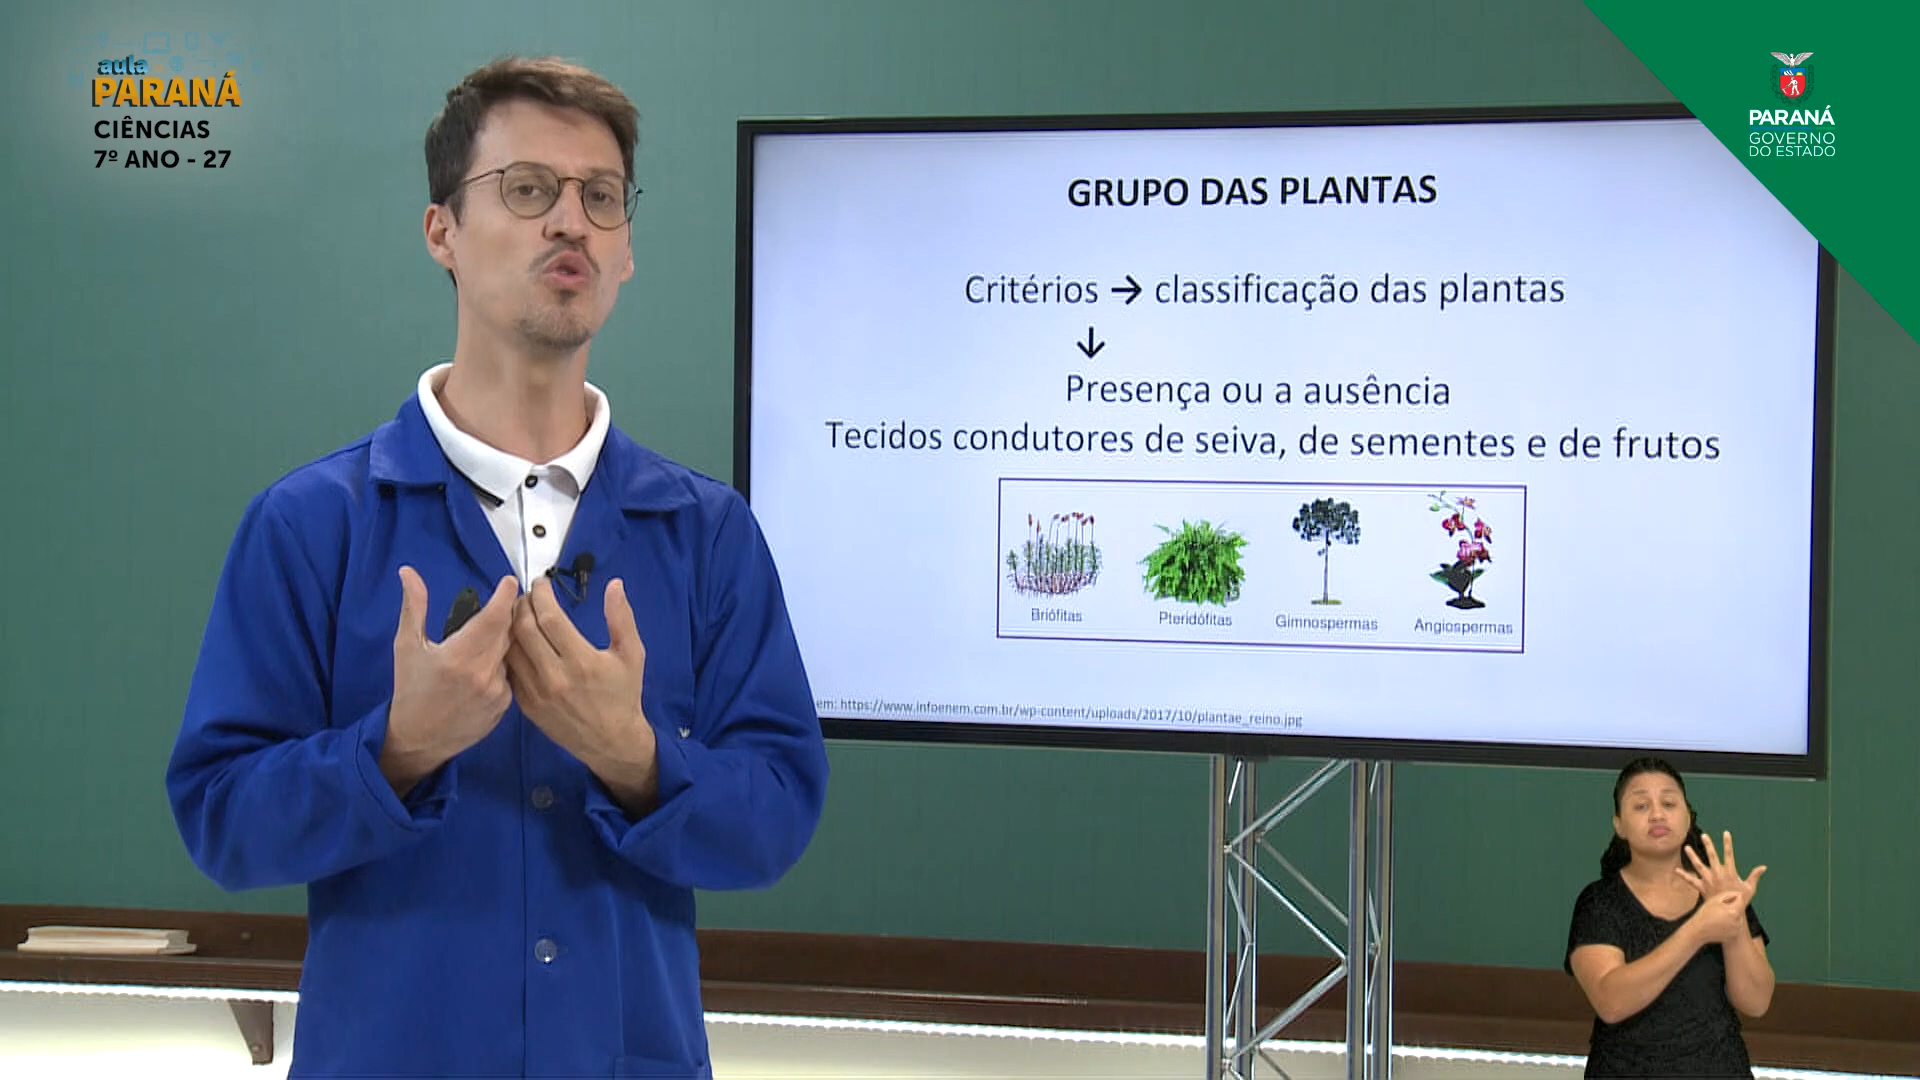 aula
PARANÁ
CIÊNCIAS
7º ANO - 27
PARANÁ
GOVERNO
DO ESTADO
GRUPO DAS PLANTAS
Critérios → classificação das plantas
↓
Presença ou a ausência
Tecidos condutores de seiva, de sementes e de frutos
Briófitas
Pteridófitas
Gimnospermas
Angiospermas
em: https://www.infoenem.com.br/wp-content/uploads/2017/10/plantae_reino.jpg